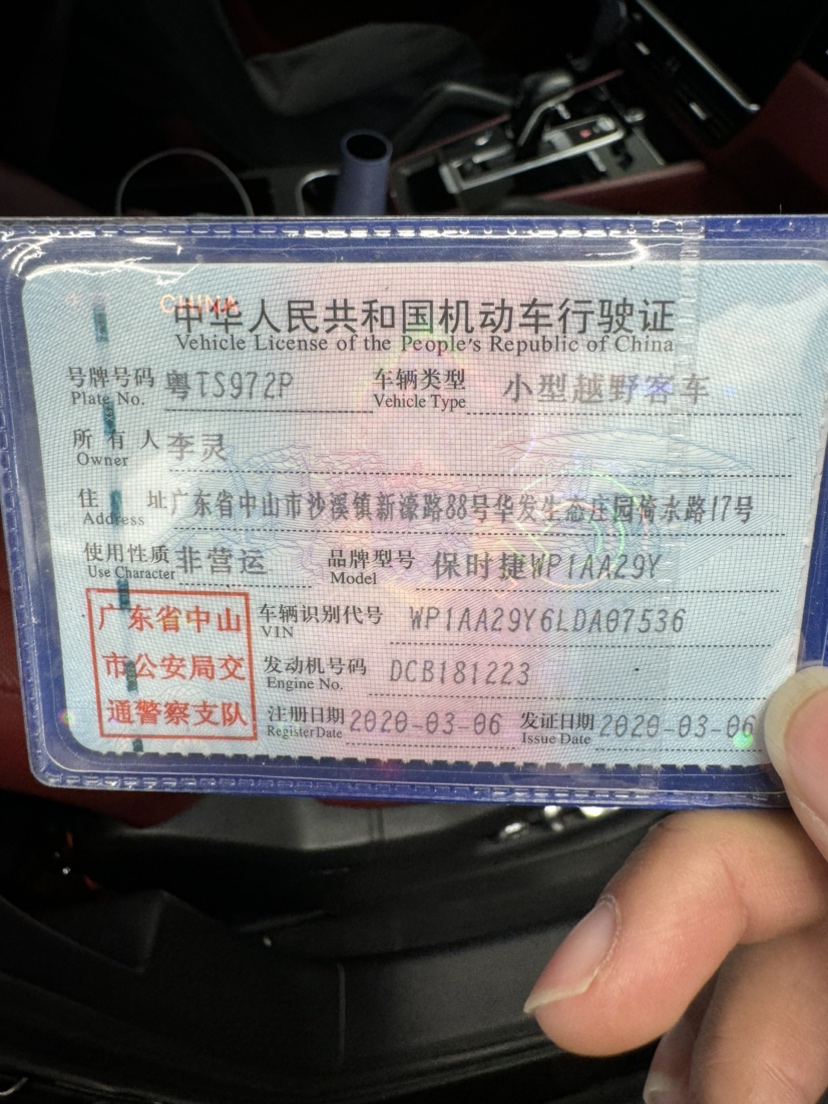 CHINA
中华人民共和国机动车行驶证
Vehicle License of the People's Republic of China
号牌号码 粤TS972P 车辆类型 小型越野客车
Plate No. Vehicle Type
所有人 李灵
Owner
住址 广东省中山市沙溪镇新濠路88号华发生态庄园荷水路17号
Address
使用性质 非营运 品牌型号 保时捷WP1AA29Y
Use Character Model
广东省中山
市公安局交
通警察支队
车辆识别代号 WP1AA29Y6LDA07536
VIN
发动机号码 DCB181223
Engine No.
注册日期 2020-03-06 发证日期 2020-03-06
Register Date Issue Date